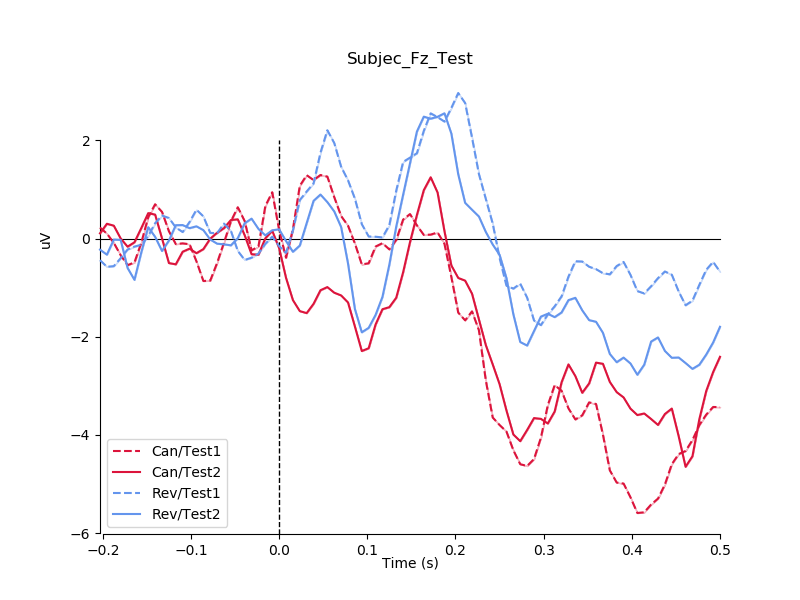 Subjec_Fz_Test
uV
2
0
−2
−4
−6
Can/Test1
Can/Test2
Rev/Test1
Rev/Test2
−0.2 −0.1 0.0 0.1 0.2 0.3 0.4 0.5
Time (s)